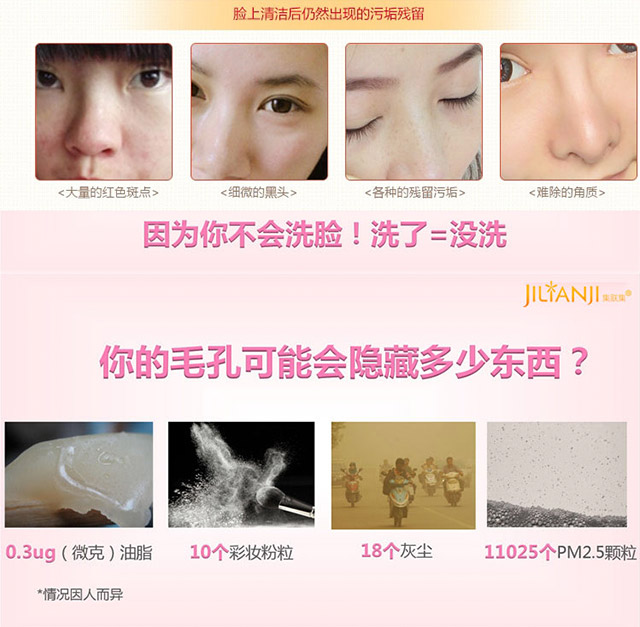 脸上清洁后仍然出现的污垢残留
<大量的红色斑点>
<细微的黑头>
<各种的残留污垢>
<难除的角质>
因为你不会洗脸！洗了=没洗
JILIANJI 集肤集®
你的毛孔可能会隐藏多少东西？
0.3ug（微克）油脂
10个彩妆粉粒
18个灰尘
11025个PM2.5颗粒
*情况因人而异